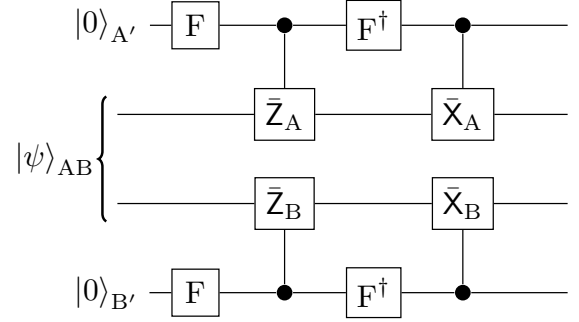 |0⟩A′ F F†
Z̄A X̄A
|ψ⟩AB
Z̄B X̄B
|0⟩B′ F F†